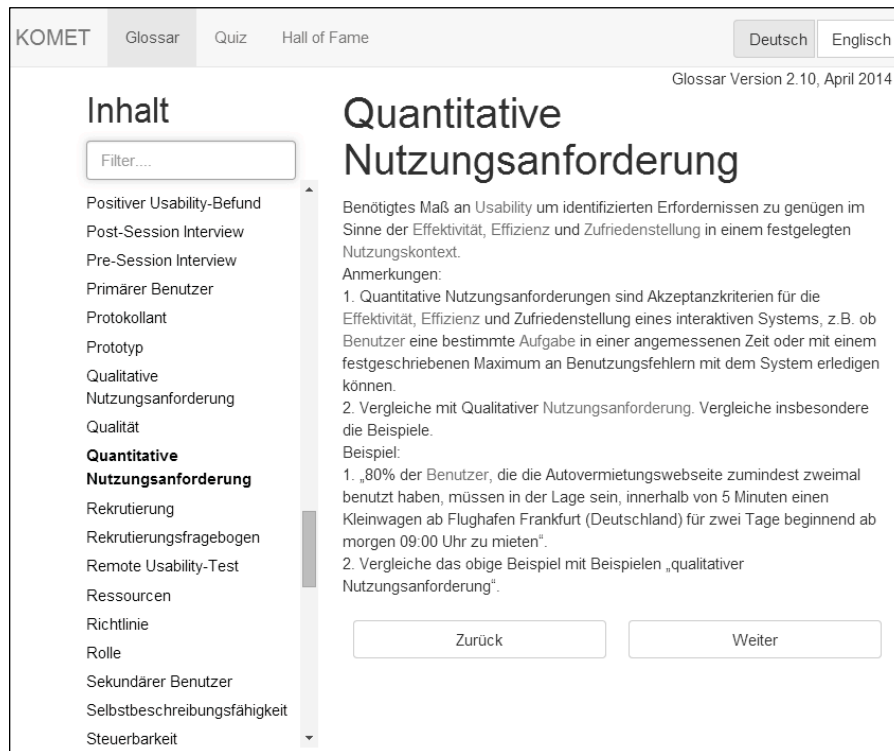 KOMET Glossar Quiz Hall of Fame Deutsch Englisch
Glossar Version 2.10, April 2014
Inhalt
Filter....
Positiver Usability-Befund
Post-Session Interview
Pre-Session Interview
Primärer Benutzer
Protokollant
Prototyp
Qualitative
Nutzungsanforderung
Qualität
Quantitative
Nutzungsanforderung
Rekrutierung
Rekrutierungsfragebogen
Remote Usability-Test
Ressourcen
Richtlinie
Rolle
Sekundärer Benutzer
Selbstbeschreibungsfähigkeit
Steuerbarkeit
Quantitative
Nutzungsanforderung
Benötigtes Maß an Usability um identifizierten Erfordernissen zu genügen im
Sinne der Effektivität, Effizienz und Zufriedenstellung in einem festgelegten
Nutzungskontext.
Anmerkungen:
1. Quantitative Nutzungsanforderungen sind Akzeptanzkriterien für die
Effektivität, Effizienz und Zufriedenstellung eines interaktiven Systems, z.B. ob
Benutzer eine bestimmte Aufgabe in einer angemessenen Zeit oder mit einem
festgeschriebenen Maximum an Benutzungsfehlern mit dem System erledigen
können.
2. Vergleiche mit Qualitativer Nutzungsanforderung. Vergleiche insbesondere
die Beispiele.
Beispiel:
1. „80% der Benutzer, die die Autovermietungswebseite zumindest zweimal
benutzt haben, müssen in der Lage sein, innerhalb von 5 Minuten einen
Kleinwagen ab Flughafen Frankfurt (Deutschland) für zwei Tage beginnend ab
morgen 09:00 Uhr zu mieten“.
2. Vergleiche das obige Beispiel mit Beispielen „qualitativer
Nutzungsanforderung“.
Zurück Weiter